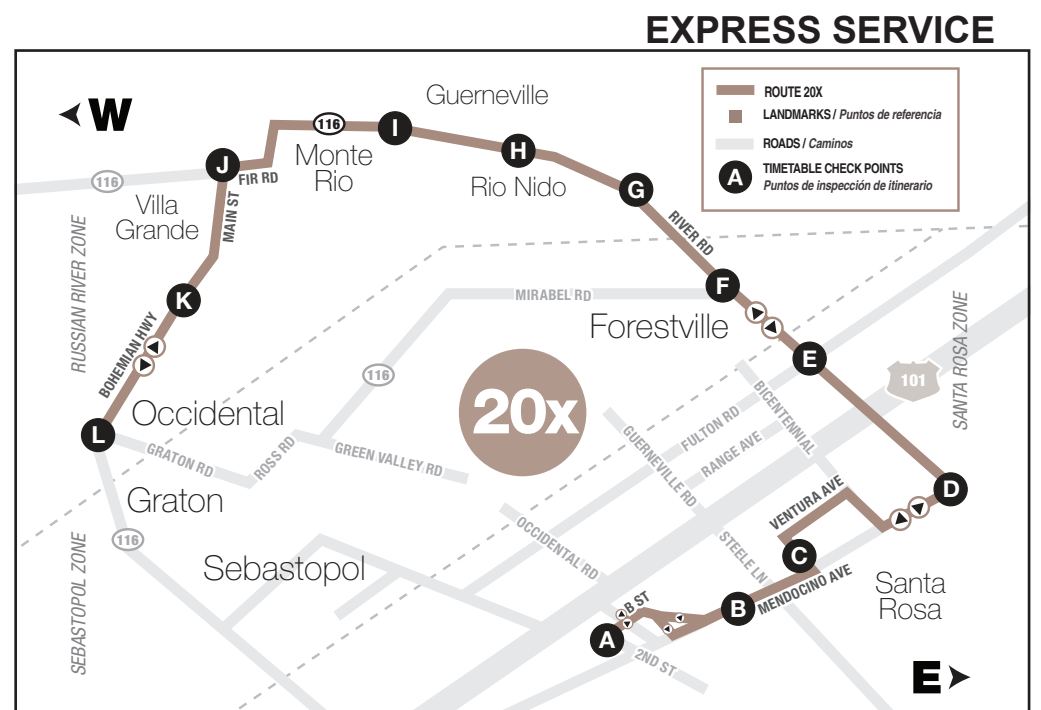 EXPRESS SERVICE
W
Guerneville
ROUTE 20X
LANDMARKS / Puntos de referencia
ROADS / Caminos
A
TIMETABLE CHECK POINTS
Puntos de inspección de itinerario
116
I
H
J
FIR RD
Monte
Rio
Rio Nido
116
G
Villa
Grande
MAIN ST
RIVER RD
RUSSIAN RIVER ZONE
K
MIRABEL RD
F
Forestville
E
BOHEMIAN HWY
116
20x
BICENTENNIAL
101
SANTA ROSA ZONE
L
Occidental
GRATON RD
ROSS RD
GREEN VALLEY RD
GUERNEVILLE RD
FULTON RD
RANGE AVE
D
Graton
VENTURA AVE
116
OCCIDENTAL RD
STEELE LN
C
SEBASTOPOL ZONE
Sebastopol
B ST
B
MENDOCINO AVE
Santa
Rosa
A
2ND ST
E